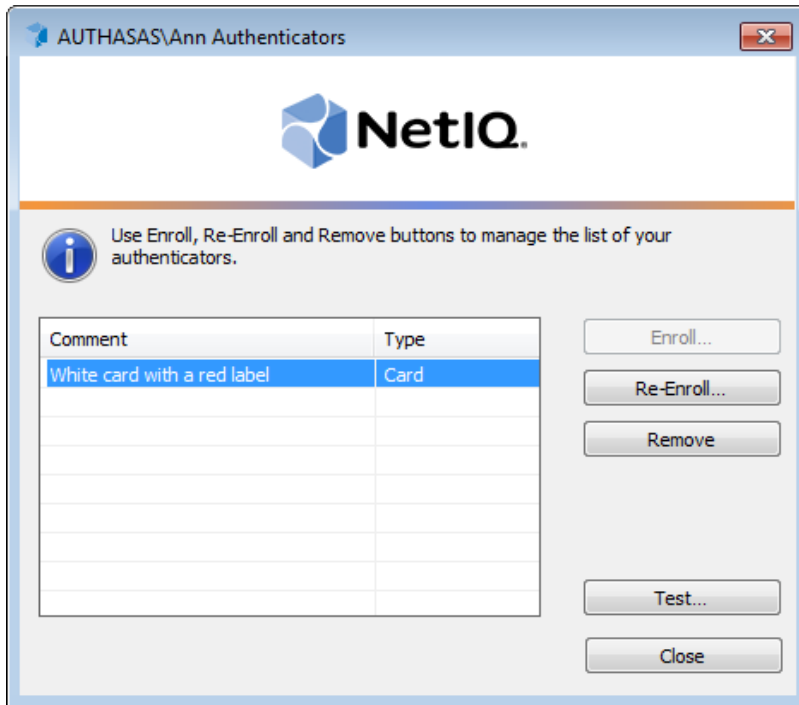 AUTHASAS\Ann Authenticators
NetIQ.
Use Enroll, Re-Enroll and Remove buttons to manage the list of your
authenticators.
Comment Type Enroll...
White card with a red label Card Re-Enroll...
Remove
Test...
Close